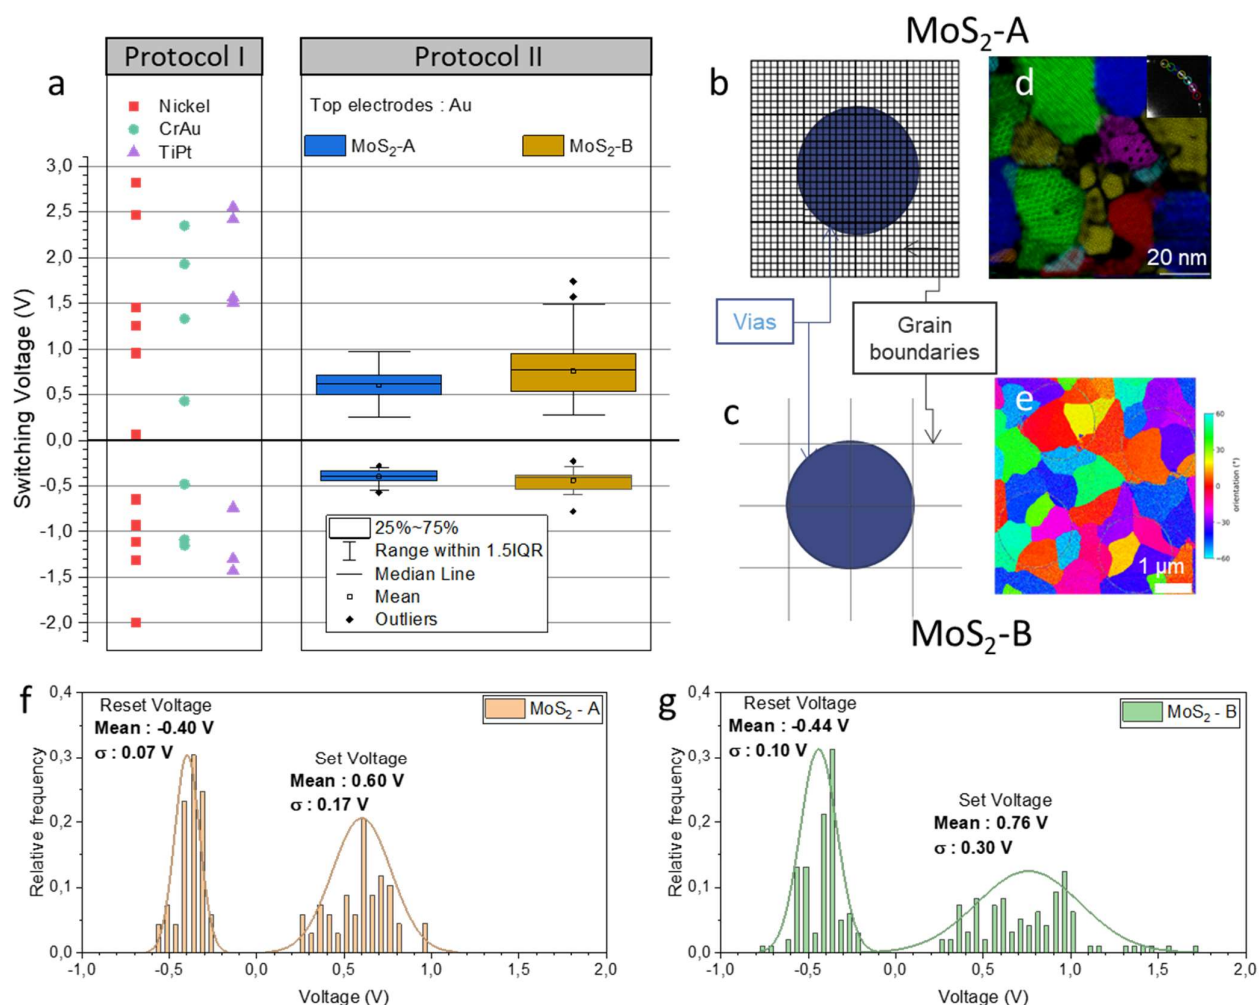 MoS₂-A
Protocol I
Protocol II
a
b
d
Nickel
CrAu
TiPt
Top electrodes : Au
MoS₂-A
MoS₂-B
3,0
2,5
2,0
1,5
1,0
0,5
0,0
-0,5
-1,0
-1,5
-2,0
Switching Voltage (V)
25%~75%
Range within 1.5IQR
Median Line
Mean
Outliers
20 nm
Vias
Grain
boundaries
c
e
60
30
0
-30
-60
orientation (°)
1 µm
MoS₂-B
f
0,4
0,3
0,2
0,1
0,0
Relative frequency
Reset Voltage
Mean : -0.40 V
σ : 0.07 V
Set Voltage
Mean : 0.60 V
σ : 0.17 V
MoS₂ - A
-1,0
-0,5
0,0
0,5
1,0
1,5
2,0
Voltage (V)
g
0,4
0,3
0,2
0,1
0,0
Relative frequency
Reset Voltage
Mean : -0.44 V
σ : 0.10 V
Set Voltage
Mean : 0.76 V
σ : 0.30 V
MoS₂ - B
-1,0
-0,5
0,0
0,5
1,0
1,5
2,0
Voltage (V)